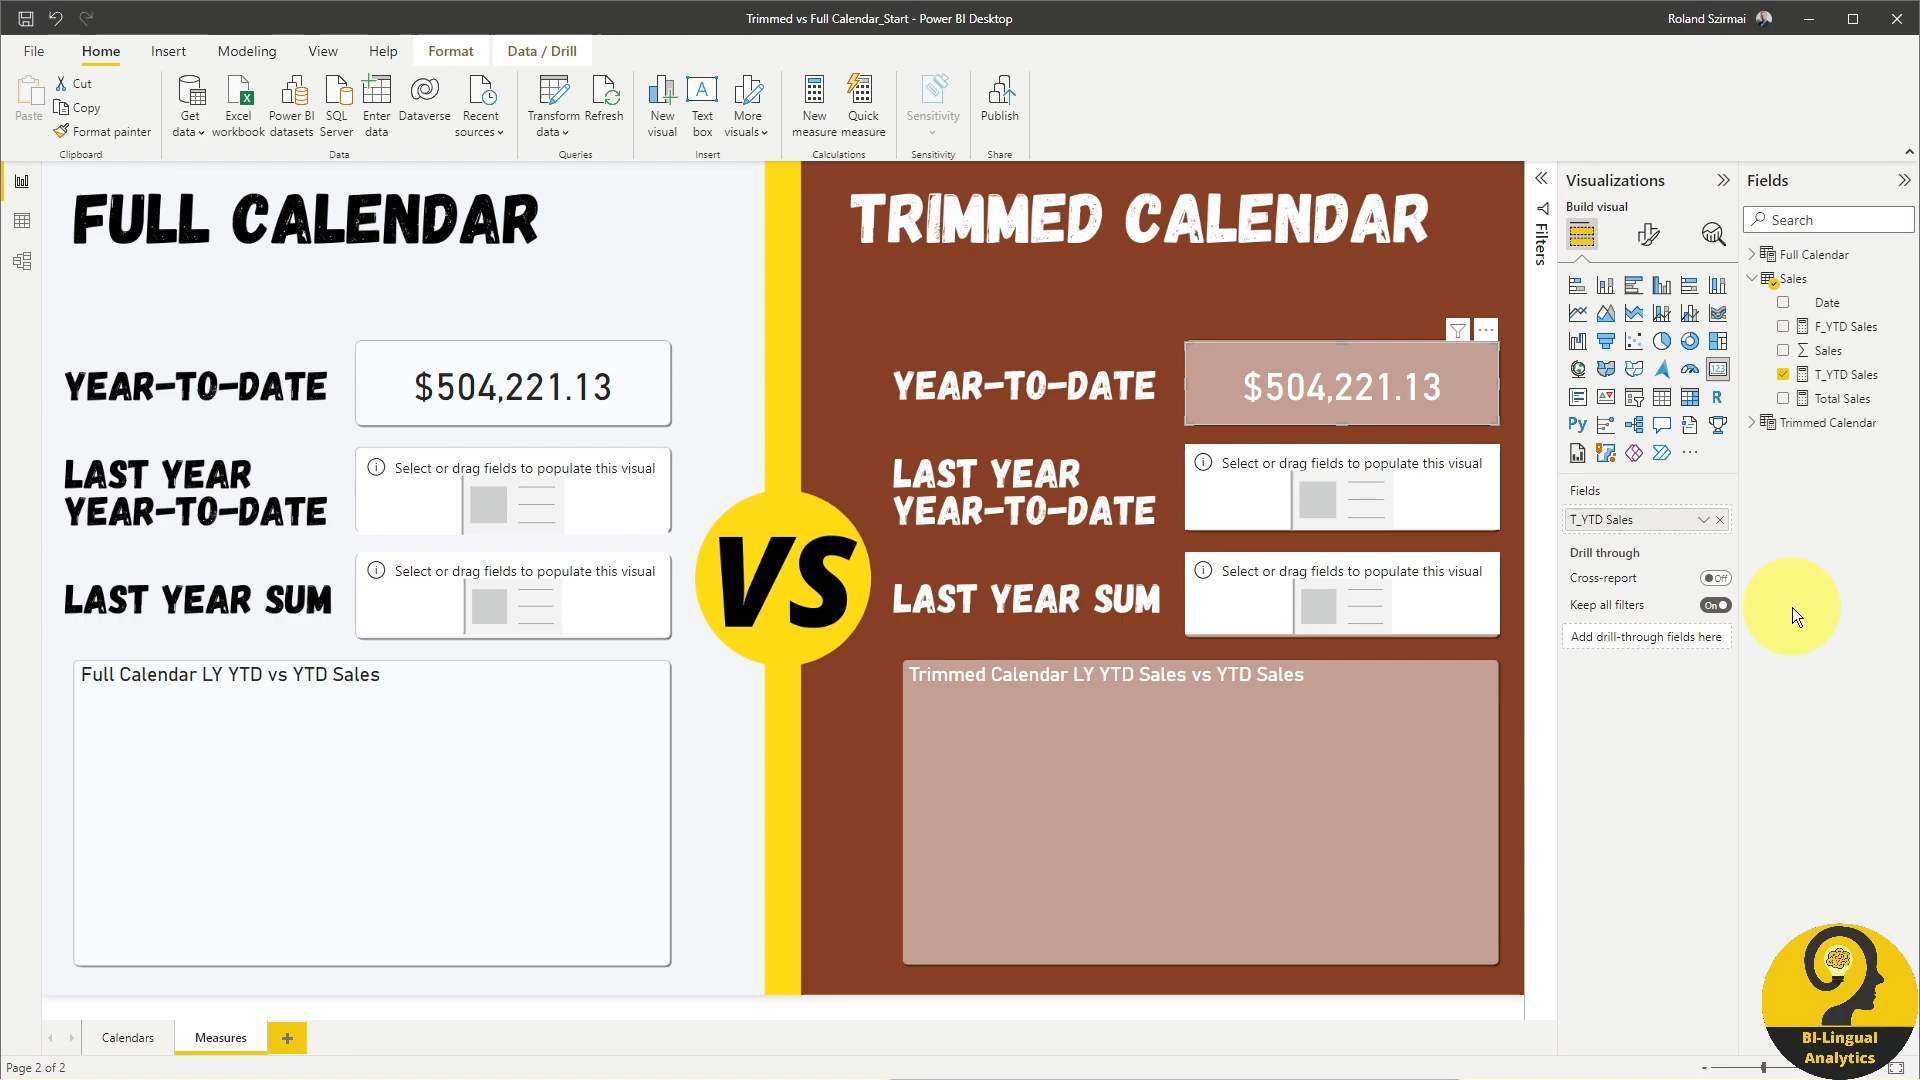 Trimmed vs Full Calendar_Start - Power BI Desktop
Roland Szirmai
File
Home
Insert
Modeling
View
Help
Format
Data / Drill
Paste
Cut
Copy
Format painter
Clipboard
Get data
Excel workbook
Power BI datasets
SQL Server
Enter data
Dataverse
Recent sources
Data
Transform data
Refresh
Queries
New visual
Text box
More visuals
Insert
New measure
Quick measure
Calculations
Sensitivity
Sensitivity
Publish
Share
FULL CALENDAR
YEAR-TO-DATE
$504,221.13
LAST YEAR
YEAR-TO-DATE
Select or drag fields to populate this visual
LAST YEAR SUM
Select or drag fields to populate this visual
Full Calendar LY YTD vs YTD Sales
VS
TRIMMED CALENDAR
YEAR-TO-DATE
$504,221.13
LAST YEAR
YEAR-TO-DATE
Select or drag fields to populate this visual
LAST YEAR SUM
Select or drag fields to populate this visual
Trimmed Calendar LY YTD Sales vs YTD Sales
Filters
Visualizations
Build visual
123
R
Py
Fields
T_YTD Sales
Drill through
Cross-report
Off
Keep all filters
On
Add drill-through fields here
Fields
Search
Full Calendar
Sales
Date
F_YTD Sales
Sales
T_YTD Sales
Total Sales
Trimmed Calendar
Calendars
Measures
Page 2 of 2
BI-Lingual
Analytics